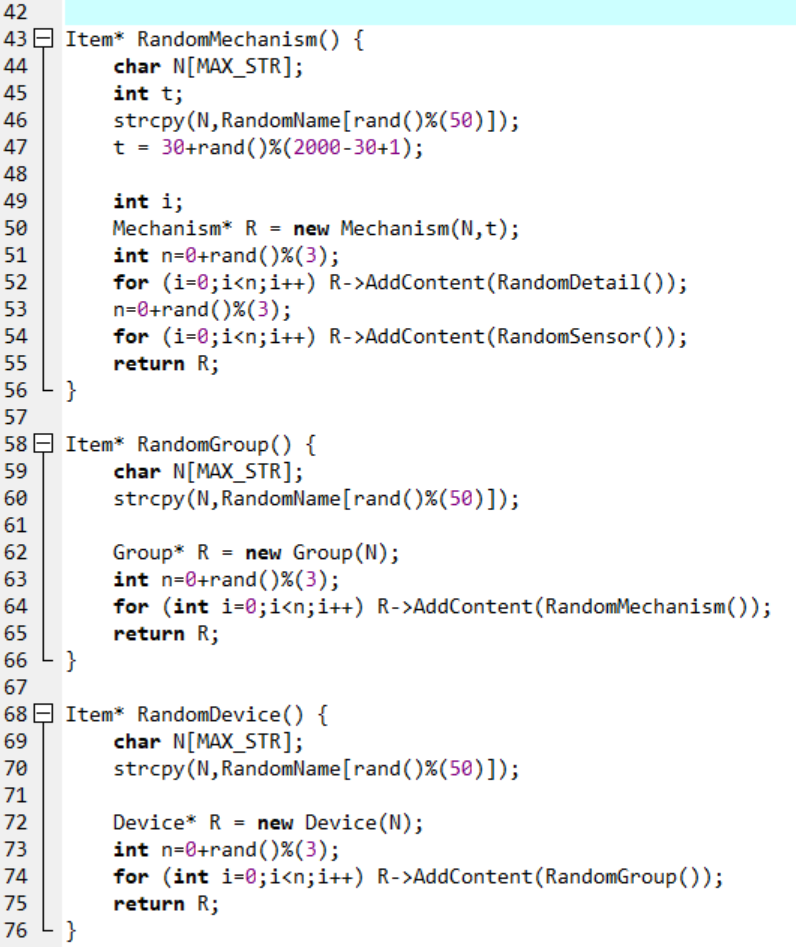 42
43 Item* RandomMechanism() {
44     char N[MAX_STR];
45     int t;
46     strcpy(N,RandomName[rand()%(50)]);
47     t = 30+rand()%(2000-30+1);
48
49     int i;
50     Mechanism* R = new Mechanism(N,t);
51     int n=0+rand()%(3);
52     for (i=0;i<n;i++) R->AddContent(RandomDetail());
53     n=0+rand()%(3);
54     for (i=0;i<n;i++) R->AddContent(RandomSensor());
55     return R;
56 }
57
58 Item* RandomGroup() {
59     char N[MAX_STR];
60     strcpy(N,RandomName[rand()%(50)]);
61
62     Group* R = new Group(N);
63     int n=0+rand()%(3);
64     for (int i=0;i<n;i++) R->AddContent(RandomMechanism());
65     return R;
66 }
67
68 Item* RandomDevice() {
69     char N[MAX_STR];
70     strcpy(N,RandomName[rand()%(50)]);
71
72     Device* R = new Device(N);
73     int n=0+rand()%(3);
74     for (int i=0;i<n;i++) R->AddContent(RandomGroup());
75     return R;
76 }